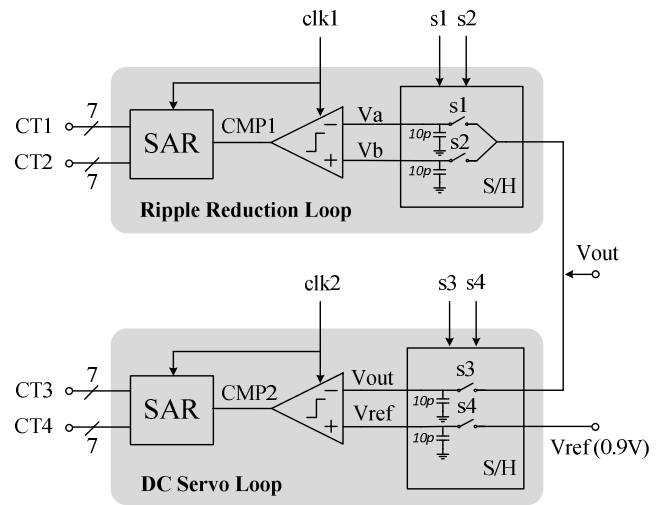 clk1
s1 s2
CT1
7
SAR
CMP1
Va
s1
10p
CT2
7
Vb
s2
10p
S/H
Ripple Reduction Loop
Vout
clk2
s3 s4
CT3
7
SAR
CMP2
Vout
s3
10p
CT4
7
Vref
s4
10p
Vref (0.9V)
S/H
DC Servo Loop